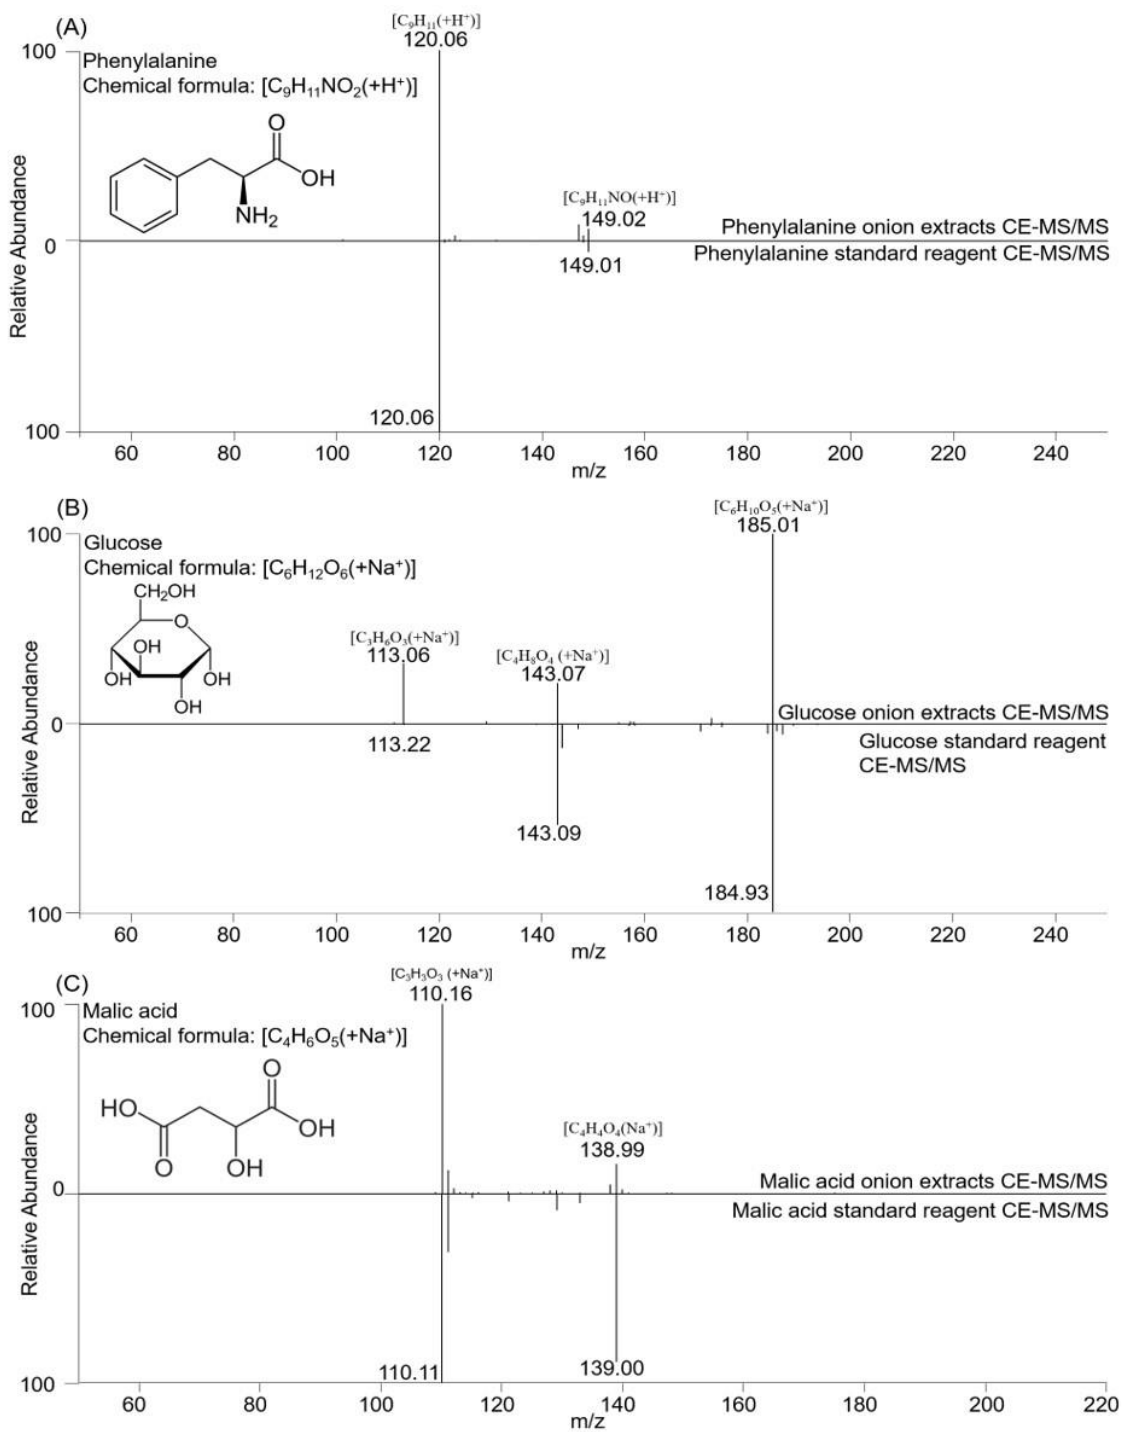 (A)
[C₉H₁₁(+H⁺)]
120.06
100
Phenylalanine
Chemical formula: [C₉H₁₁NO₂(+H⁺)]
O
OH
NH₂
[C₉H₁₁NO(+H⁺)]
149.02
Phenylalanine onion extracts CE-MS/MS
0
Phenylalanine standard reagent CE-MS/MS
149.01
Relative Abundance
120.06
100
60 80 100 120 140 160 180 200 220 240
m/z
(B)
[C₆H₁₀O₅(+Na⁺)]
185.01
100
Glucose
Chemical formula: [C₆H₁₂O₆(+Na⁺)]
CH₂OH
O
OH
OH
OH
OH
[C₃H₆O₃(+Na⁺)]
113.06
[C₄H₈O₄ (+Na⁺)]
143.07
Glucose onion extracts CE-MS/MS
0
Glucose standard reagent
CE-MS/MS
113.22
Relative Abundance
143.09
184.93
100
60 80 100 120 140 160 180 200 220 240
m/z
(C)
[C₃H₃O₃ (+Na⁺)]
110.16
100
Malic acid
Chemical formula: [C₄H₆O₅(+Na⁺)]
O
HO
OH
O
OH
[C₄H₄O₄(Na⁺)]
138.99
Malic acid onion extracts CE-MS/MS
0
Malic acid standard reagent CE-MS/MS
Relative Abundance
110.11
139.00
100
60 80 100 120 140 160 180 200 220
m/z